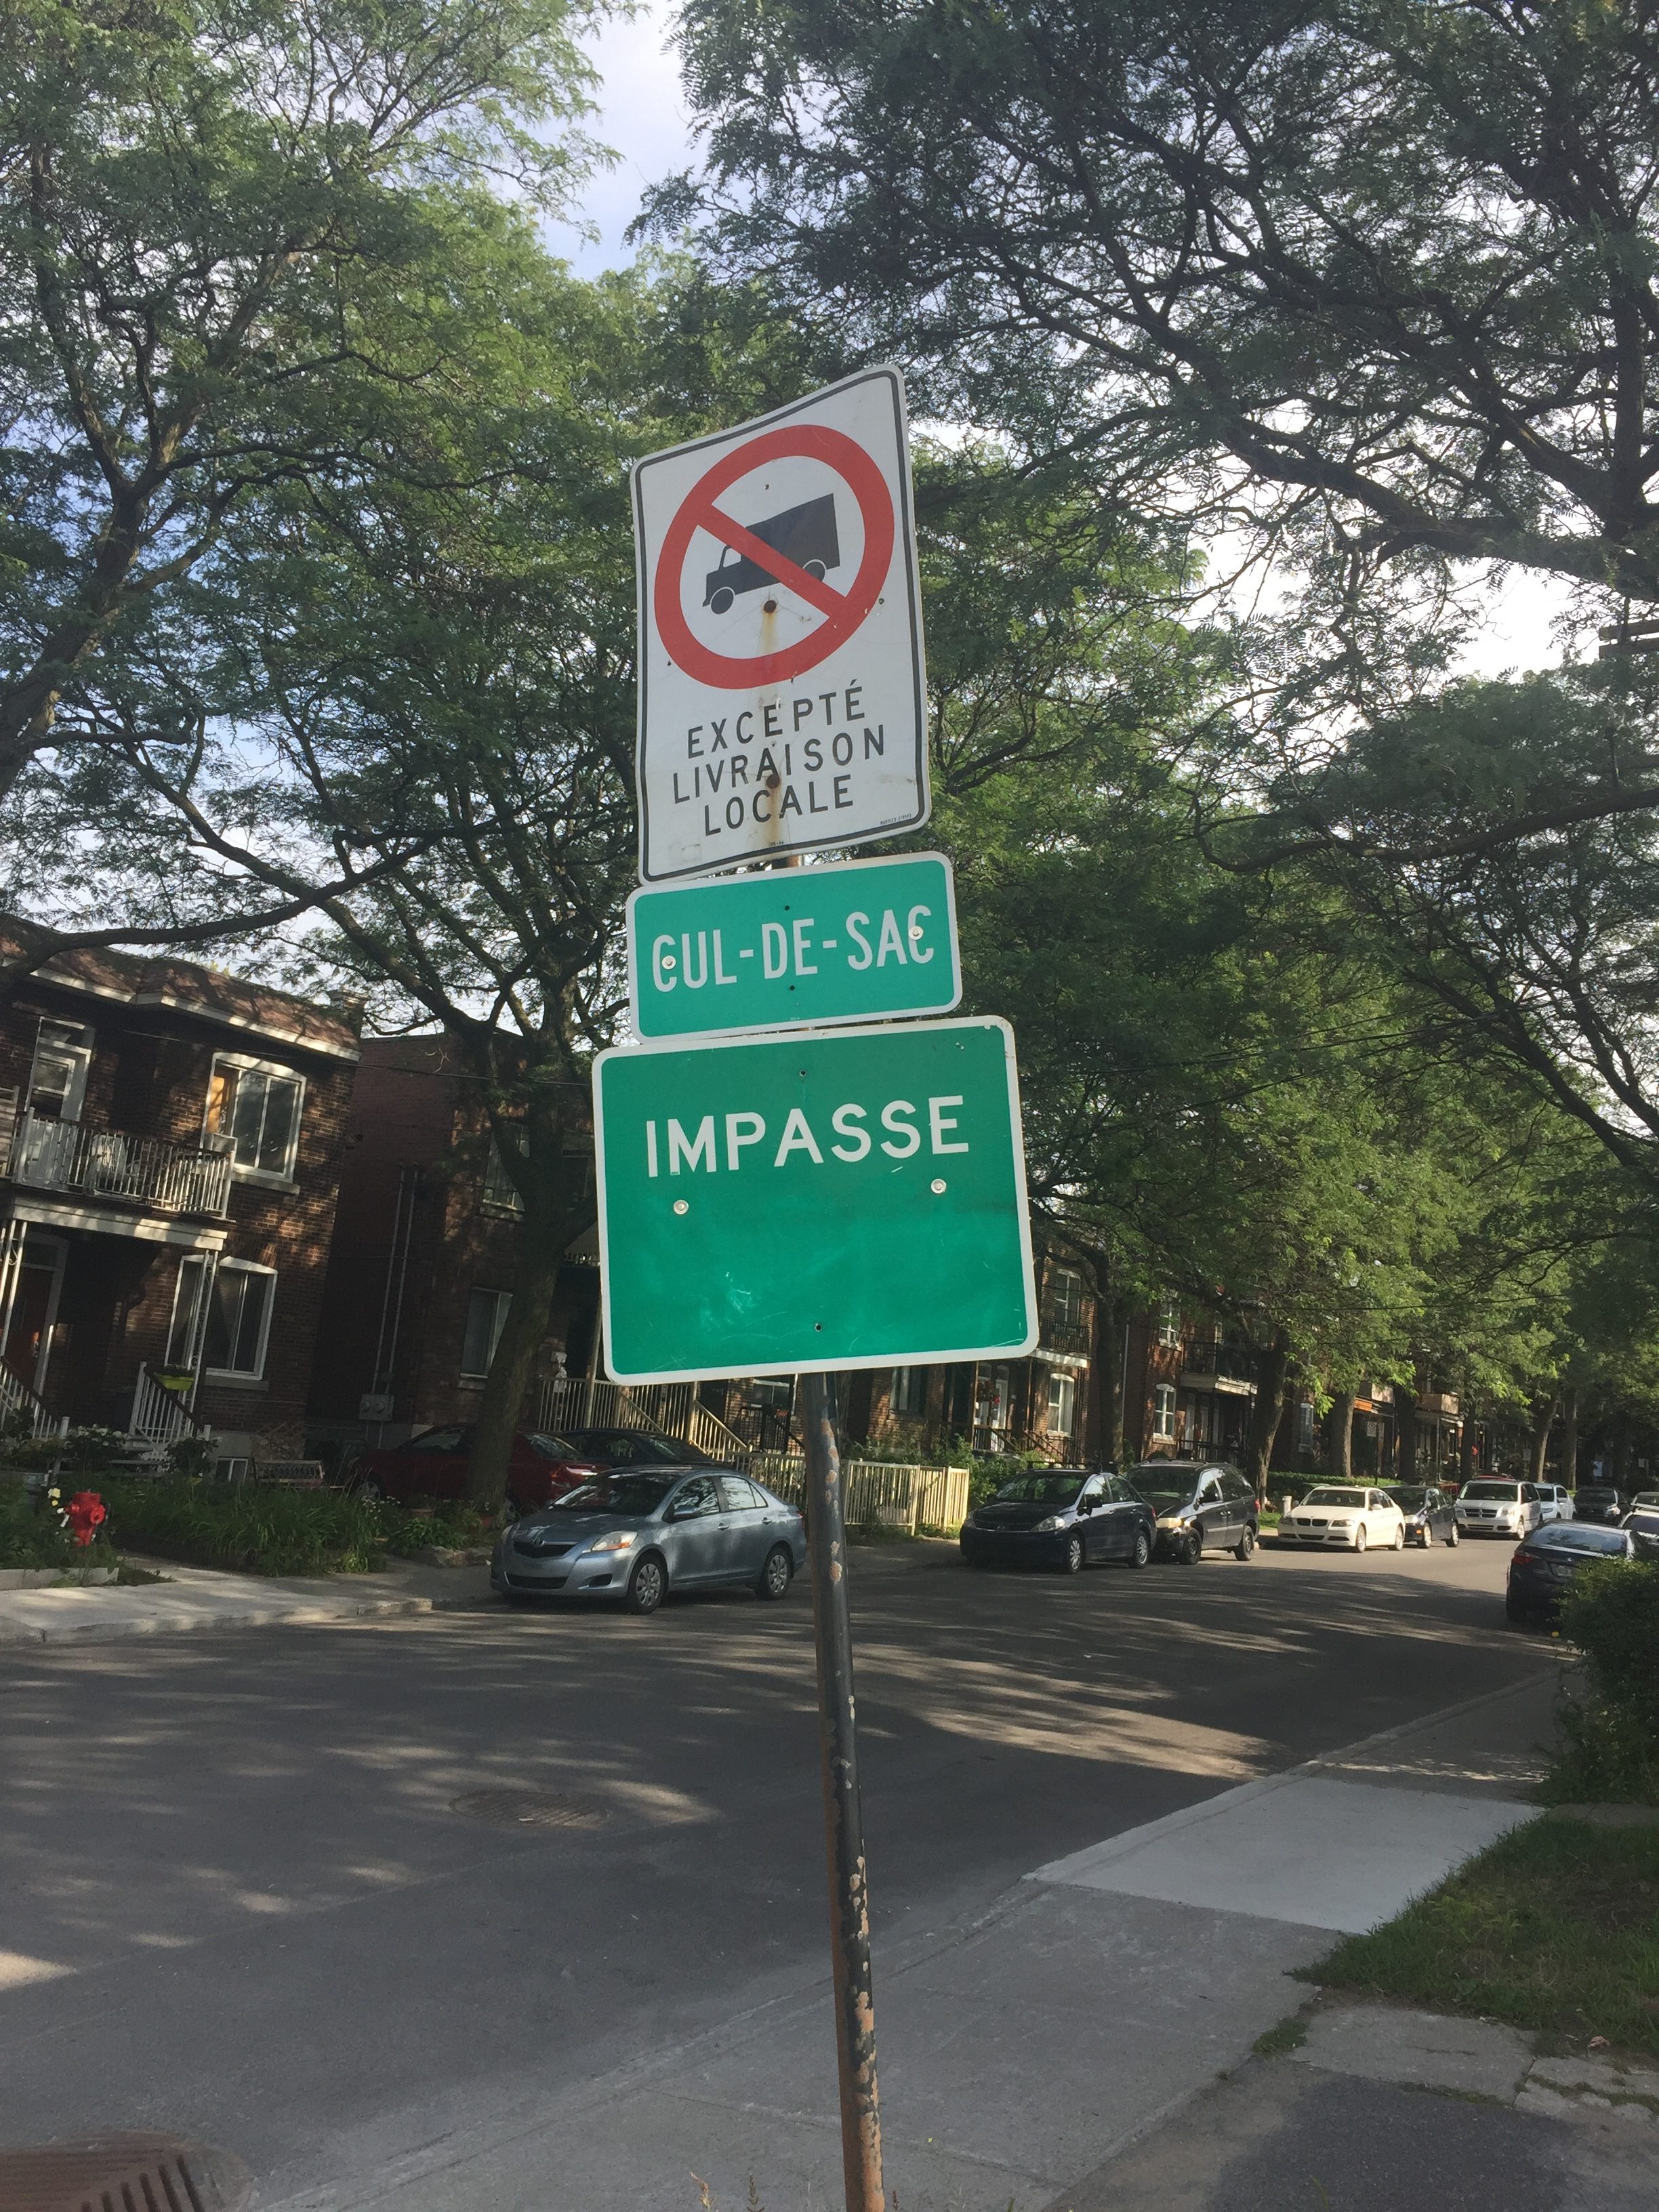 EXCEPTÉ
LIVRAISON
LOCALE
CUL-DE-SAC
IMPASSE